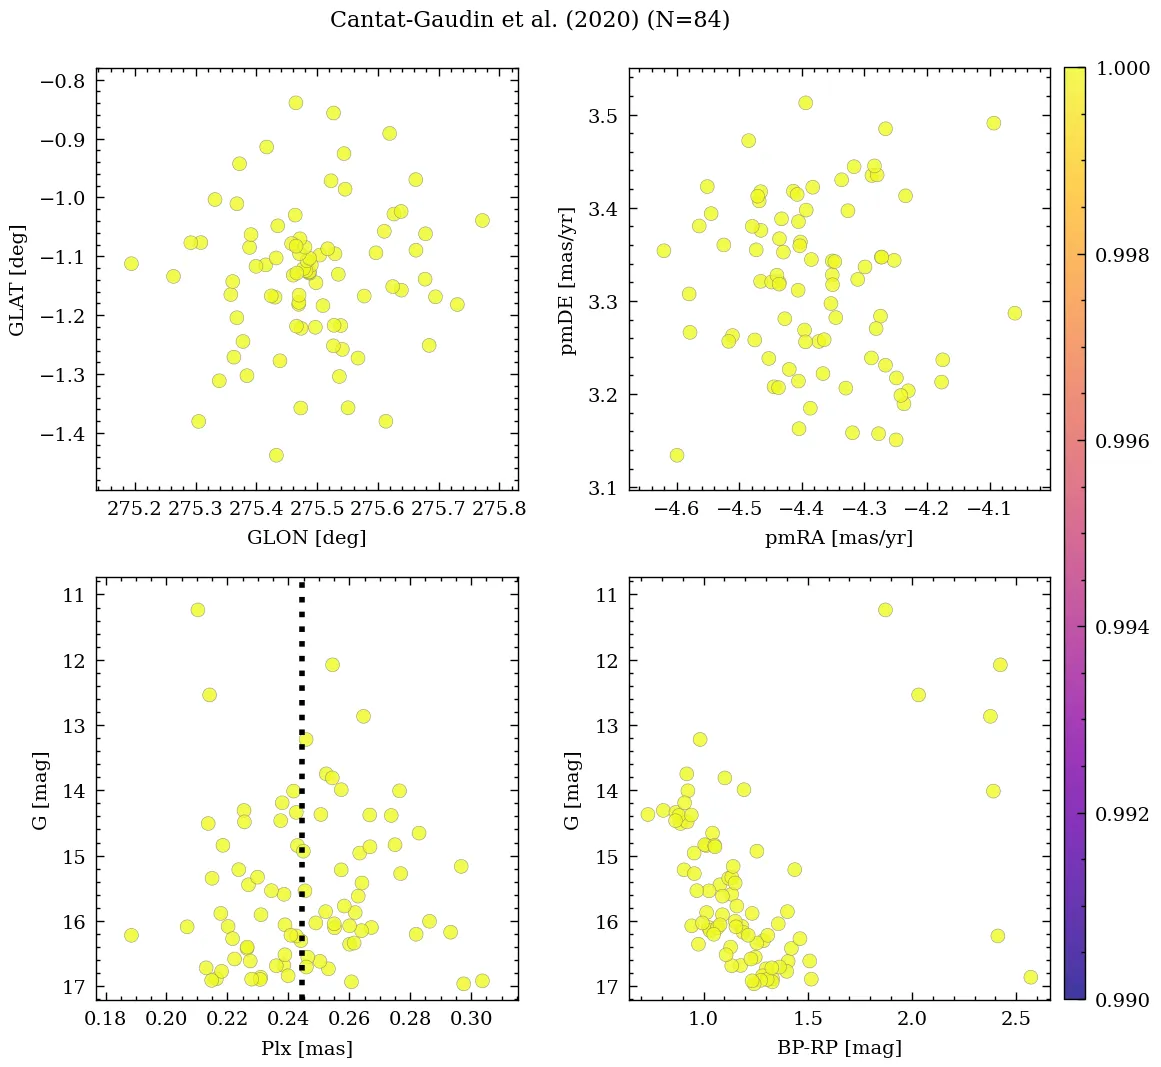 Cantat-Gaudin et al. (2020) (N=84)
GLAT [deg]
−0.8
−0.9
−1.0
−1.1
−1.2
−1.3
−1.4
275.2 275.3 275.4 275.5 275.6 275.7 275.8
GLON [deg]
pmDE [mas/yr]
3.5
3.4
3.3
3.2
3.1
−4.6 −4.5 −4.4 −4.3 −4.2 −4.1
pmRA [mas/yr]
1.000
0.998
0.996
0.994
0.992
0.990
G [mag]
11
12
13
14
15
16
17
0.18 0.20 0.22 0.24 0.26 0.28 0.30
Plx [mas]
G [mag]
11
12
13
14
15
16
17
1.0 1.5 2.0 2.5
BP-RP [mag]